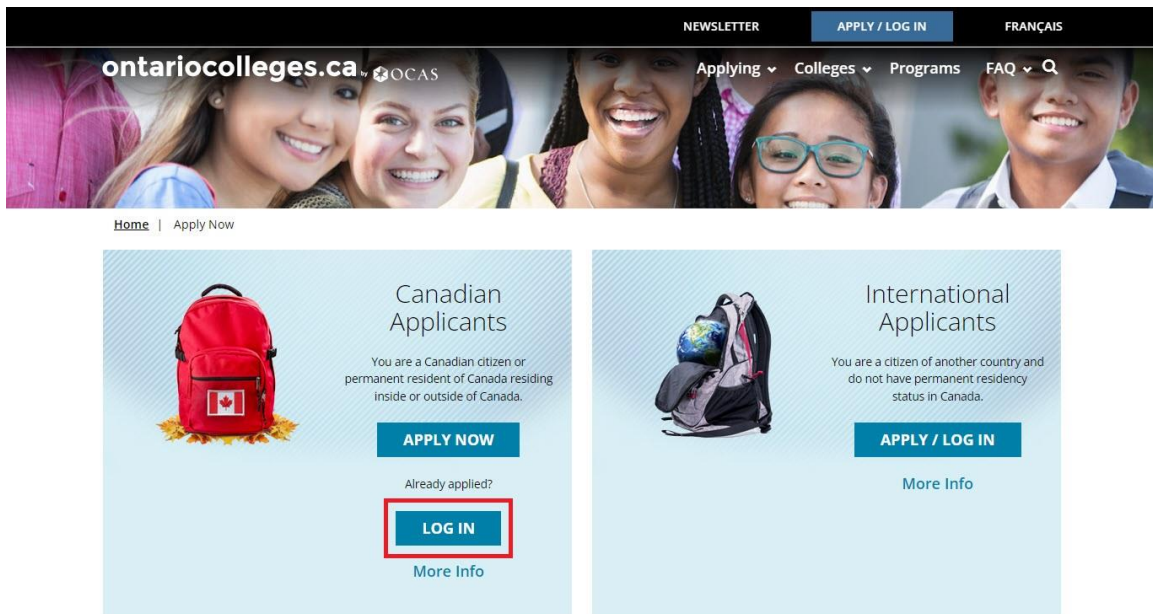 NEWSLETTER APPLY / LOG IN FRANÇAIS
ontariocolleges.ca by OCAS
Applying Colleges Programs FAQ
Home | Apply Now
Canadian
Applicants
You are a Canadian citizen or
permanent resident of Canada residing
inside or outside of Canada.
APPLY NOW
Already applied?
LOG IN
More Info
International
Applicants
You are a citizen of another country and
do not have permanent residency
status in Canada.
APPLY / LOG IN
More Info